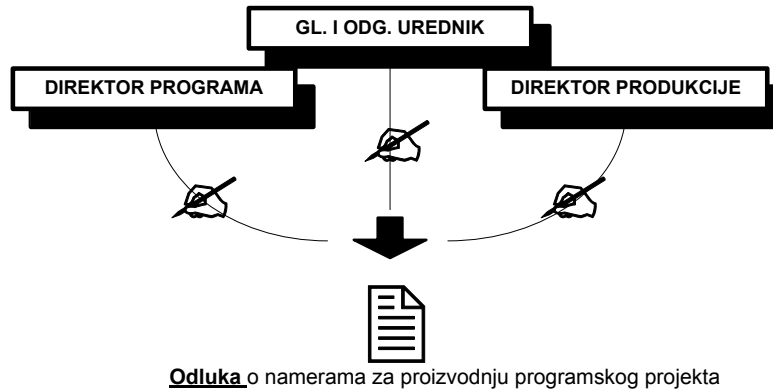 GL. I ODG. UREDNIK
DIREKTOR PROGRAMA
DIREKTOR PRODUKCIJE
Odluka o namerama za proizvodnju programskog projekta